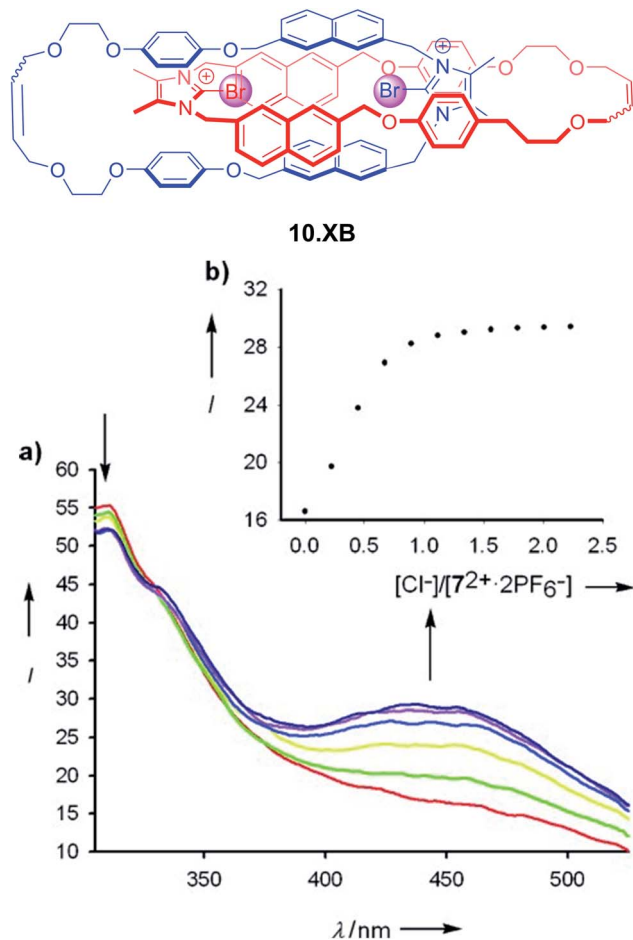 O O O ⊕
N O N O O
⊕
Br Br
N N
O O
O O O
10.XB
b)
32
28
24
20
16
I
0.0 0.5 1.0 1.5 2.0 2.5
[Cl⁻]/[7²⁺·2PF₆⁻]
a)
60
55
50
45
40
35
30
25
20
15
10
I
350 400 450 500
λ/nm